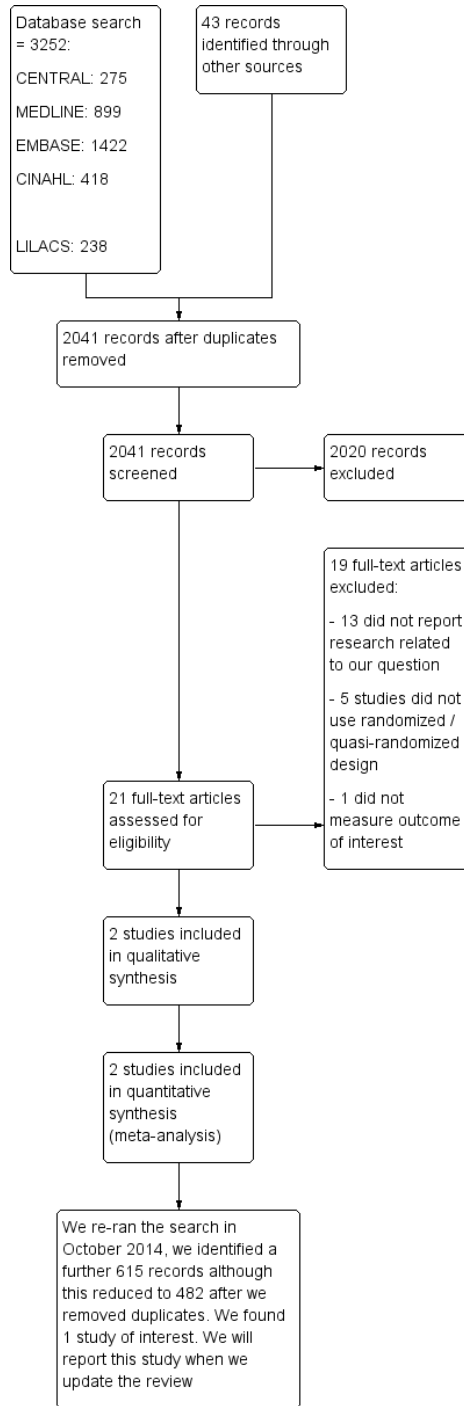 Database search
= 3252:
CENTRAL: 275
MEDLINE: 899
EMBASE: 1422
CINAHL: 418
LILACS: 238
43 records
identified through
other sources
2041 records after duplicates
removed
2041 records
screened
2020 records
excluded
19 full-text articles
excluded:
- 13 did not report
research related
to our question
- 5 studies did not
use randomized /
quasi-randomized
design
- 1 did not
measure outcome
of interest
21 full-text articles
assessed for
eligibility
2 studies included
in qualitative
synthesis
2 studies included
in quantitative
synthesis
(meta-analysis)
We re-ran the search in
October 2014, we identified a
further 615 records although
this reduced to 482 after we
removed duplicates. We found
1 study of interest. We will
report this study when we
update the review